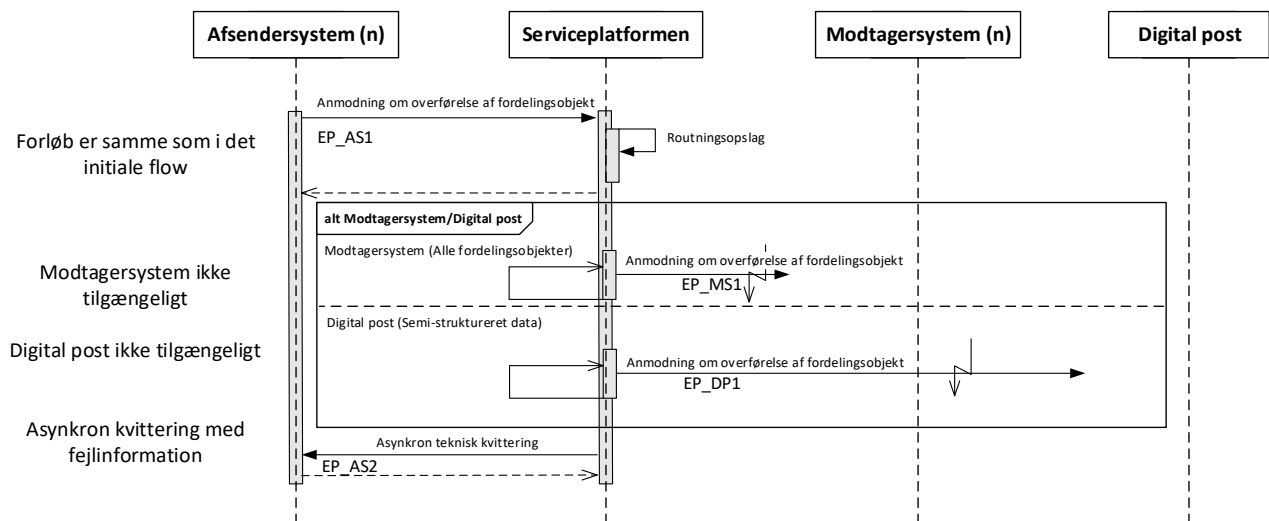 Afsendersystem (n)
Serviceplatformen
Modtagersystem (n)
Digital post
Anmodning om overførelse af fordelingsobjekt
EP_AS1
Forløb er samme som i det
initiale flow
Routningsopslag
alt Modtagersystem/Digital post
Modtagersystem (Alle fordelingsobjekter)
Anmodning om overførelse af fordelingsobjekt
EP_MS1
Modtagersystem ikke
tilgængeligt
Digital post (Semi-struktureret data)
Digital post ikke tilgængeligt
Anmodning om overførelse af fordelingsobjekt
EP_DP1
Asynkron kvittering med
fejlinformation
Asynkron teknisk kvittering
EP_AS2